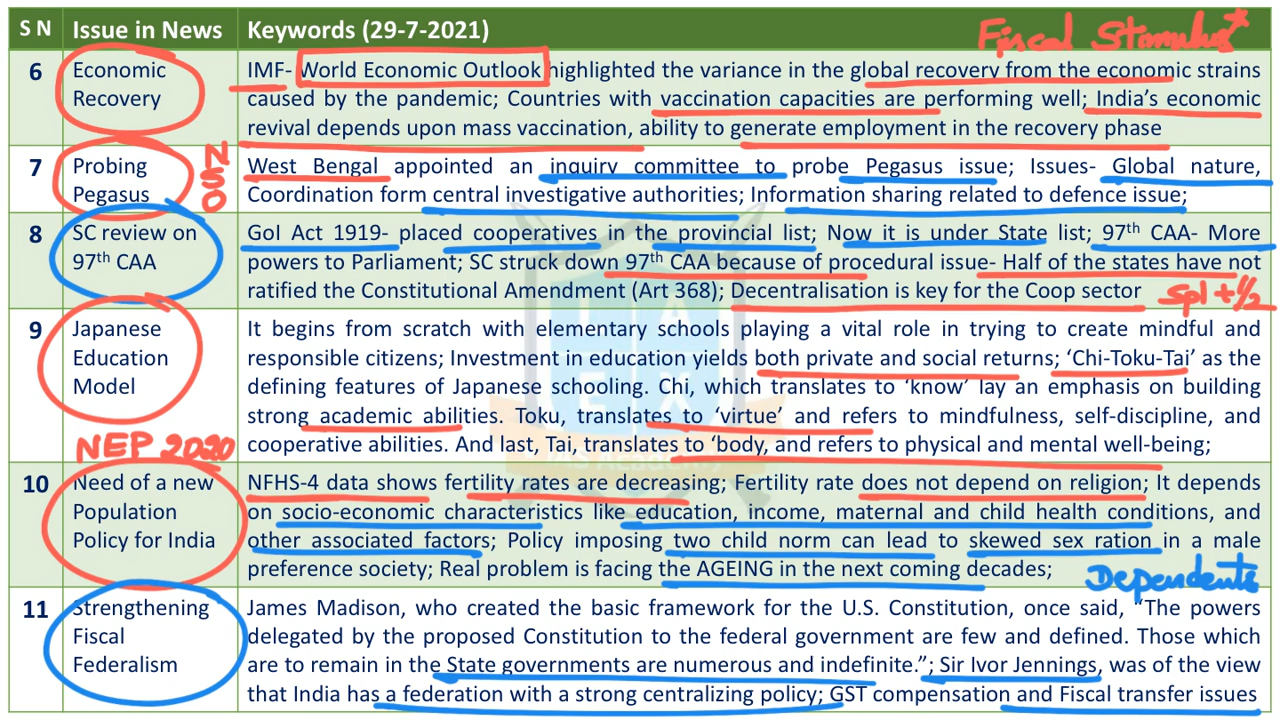 S N Issue in News Keywords (29-7-2021) Fiscal Stimulus*
6 Economic IMF- World Economic Outlook highlighted the variance in the global recovery from the economic strains
Recovery caused by the pandemic; Countries with vaccination capacities are performing well; India's economic
revival depends upon mass vaccination, ability to generate employment in the recovery phase
7 Probing West Bengal appointed an inquiry committee to probe Pegasus issue; Issues- Global nature,
Pegasus NSO Coordination form central investigative authorities; Information sharing related to defence issue;
8 SC review on GoI Act 1919- placed cooperatives in the provincial list; Now it is under State list; 97th CAA- More
97th CAA powers to Parliament; SC struck down 97th CAA because of procedural issue- Half of the states have not
ratified the Constitutional Amendment (Art 368); Decentralisation is key for the Coop sector Spl + 1/2
9 Japanese It begins from scratch with elementary schools playing a vital role in trying to create mindful and
Education responsible citizens; Investment in education yields both private and social returns; 'Chi-Toku-Tai' as the
Model defining features of Japanese schooling. Chi, which translates to 'know' lay an emphasis on building
strong academic abilities. Toku, translates to 'virtue' and refers to mindfulness, self-discipline, and
NEP 2020 cooperative abilities. And last, Tai, translates to 'body, and refers to physical and mental well-being;
10 Need of a new NFHS-4 data shows fertility rates are decreasing; Fertility rate does not depend on religion; It depends
Population on socio-economic characteristics like education, income, maternal and child health conditions, and
Policy for India other associated factors; Policy imposing two child norm can lead to skewed sex ration in a male
preference society; Real problem is facing the AGEING in the next coming decades; Dependents
11 Strengthening James Madison, who created the basic framework for the U.S. Constitution, once said, "The powers
Fiscal delegated by the proposed Constitution to the federal government are few and defined. Those which
Federalism are to remain in the State governments are numerous and indefinite."; Sir Ivor Jennings, was of the view
that India has a federation with a strong centralizing policy; GST compensation and Fiscal transfer issues